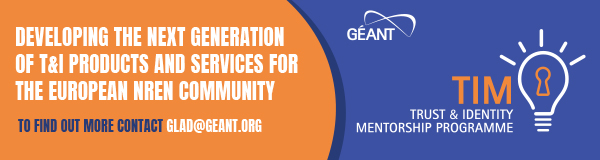 DEVELOPING THE NEXT GENERATION
OF T&I PRODUCTS AND SERVICES FOR
THE EUROPEAN NREN COMMUNITY
TO FIND OUT MORE CONTACT GLAD@GEANT.ORG
GÉANT
TIM
TRUST & IDENTITY
MENTORSHIP PROGRAMME